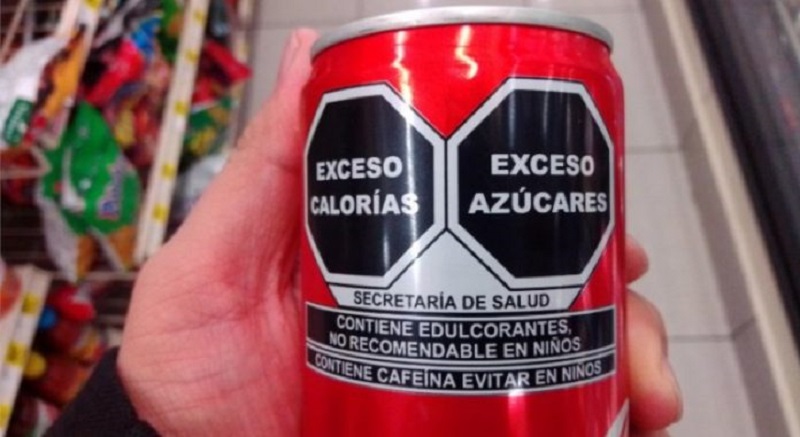 EXCESO
CALORÍAS
EXCESO
AZÚCARES
SECRETARÍA DE SALUD
CONTIENE EDULCORANTES,
NO RECOMENDABLE EN NIÑOS
CONTIENE CAFEÍNA EVITAR EN NIÑOS